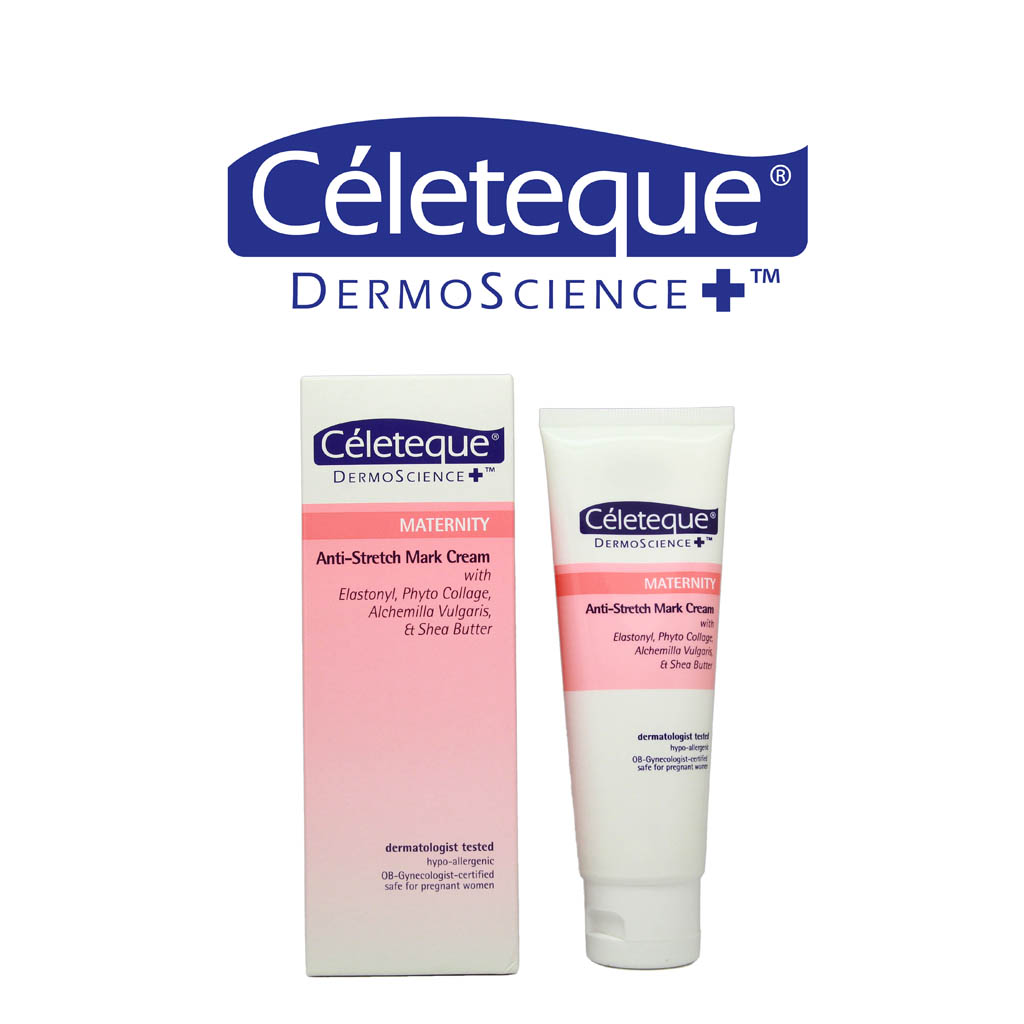 Céleteque®
DERMOSCIENCE✚™
Céleteque®
DERMOSCIENCE✚™
MATERNITY
Anti-Stretch Mark Cream
with
Elastonyl, Phyto Collage,
Alchemilla Vulgaris,
& Shea Butter
dermatologist tested
hypo-allergenic
OB-Gynecologist-certified
safe for pregnant women
Céleteque®
DERMOSCIENCE✚™
MATERNITY
Anti-Stretch Mark Cream
with
Elastonyl, Phyto Collage,
Alchemilla Vulgaris,
& Shea Butter
dermatologist tested
hypo-allergenic
OB-Gynecologist-certified
safe for pregnant women